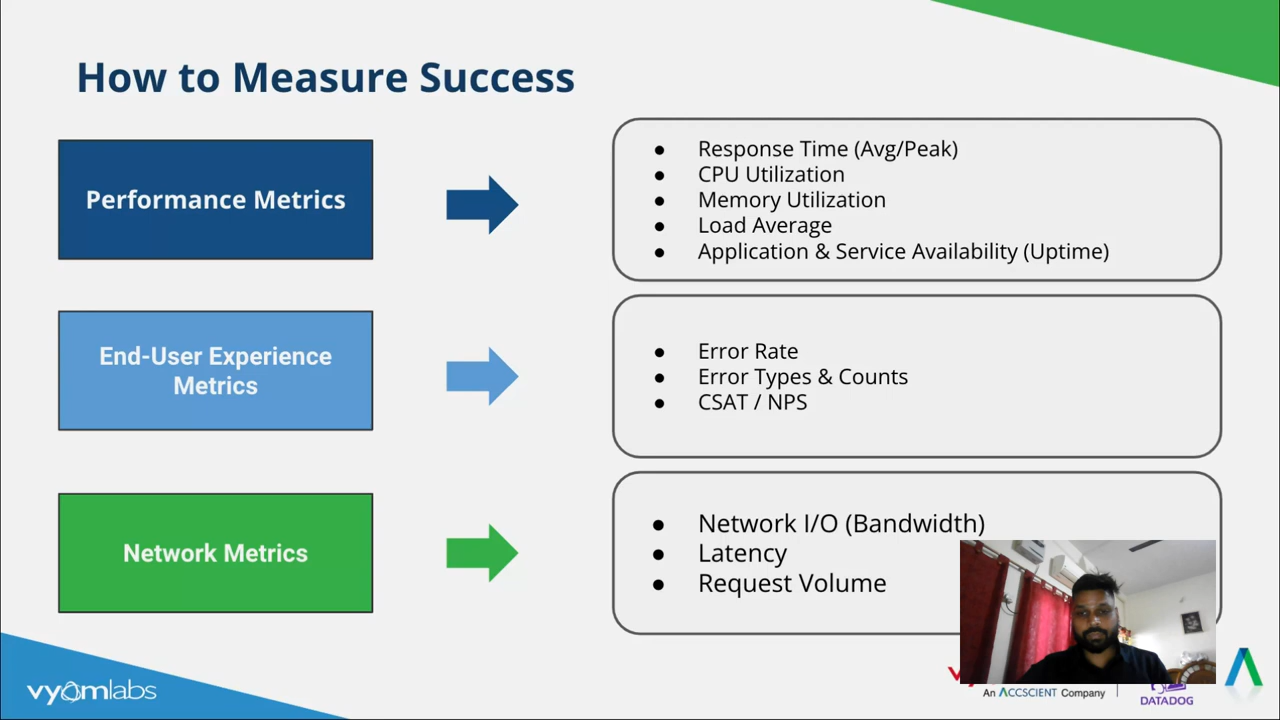 How to Measure Success
Performance Metrics
● Response Time (Avg/Peak)
● CPU Utilization
● Memory Utilization
● Load Average
● Application & Service Availability (Uptime)
End-User Experience
Metrics
● Error Rate
● Error Types & Counts
● CSAT / NPS
Network Metrics
● Network I/O (Bandwidth)
● Latency
● Request Volume
vyomlabs
An ACCSCIENT Company
DATADOG